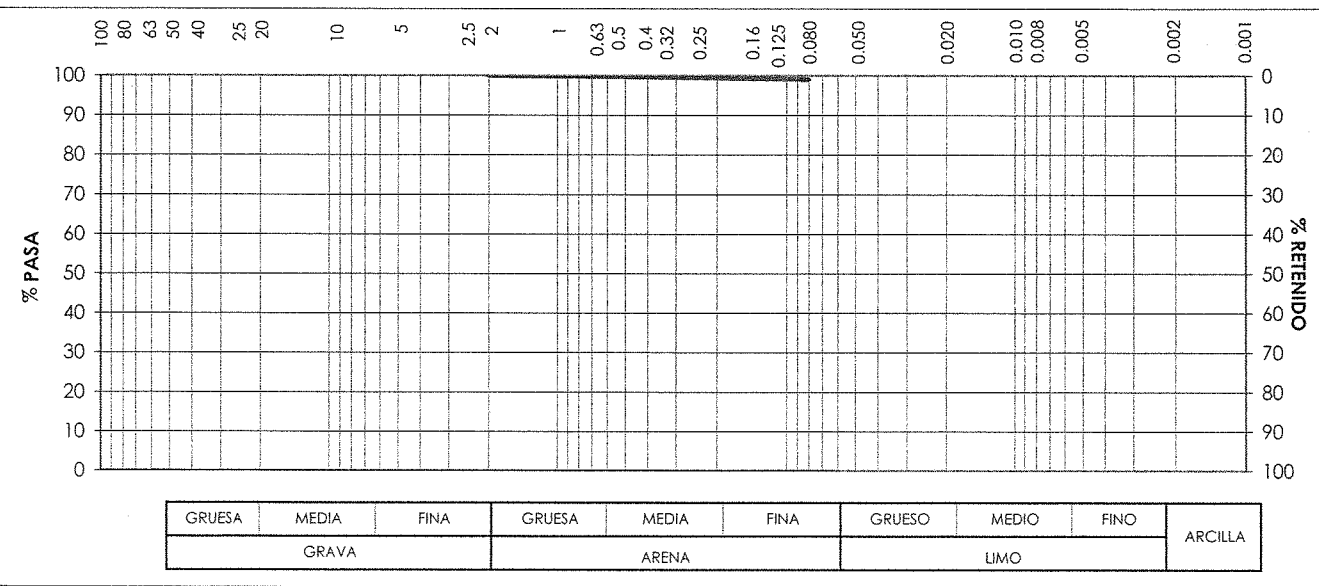 100 80 63 50 40 25 20 10 5 2.5 2 1 0.63 0.5 0.4 0.32 0.25 0.16 0.125 0.080 0.050 0.020 0.010 0.008 0.005 0.002 0.001
100 0
90 10
80 20
70 30
60 40
50 50
40 60
30 70
20 80
10 90
0 100
% PASA
% RETENIDO
GRUESA MEDIA FINA GRUESA MEDIA FINA GRUESO MEDIO FINO ARCILLA
GRAVA ARENA LIMO